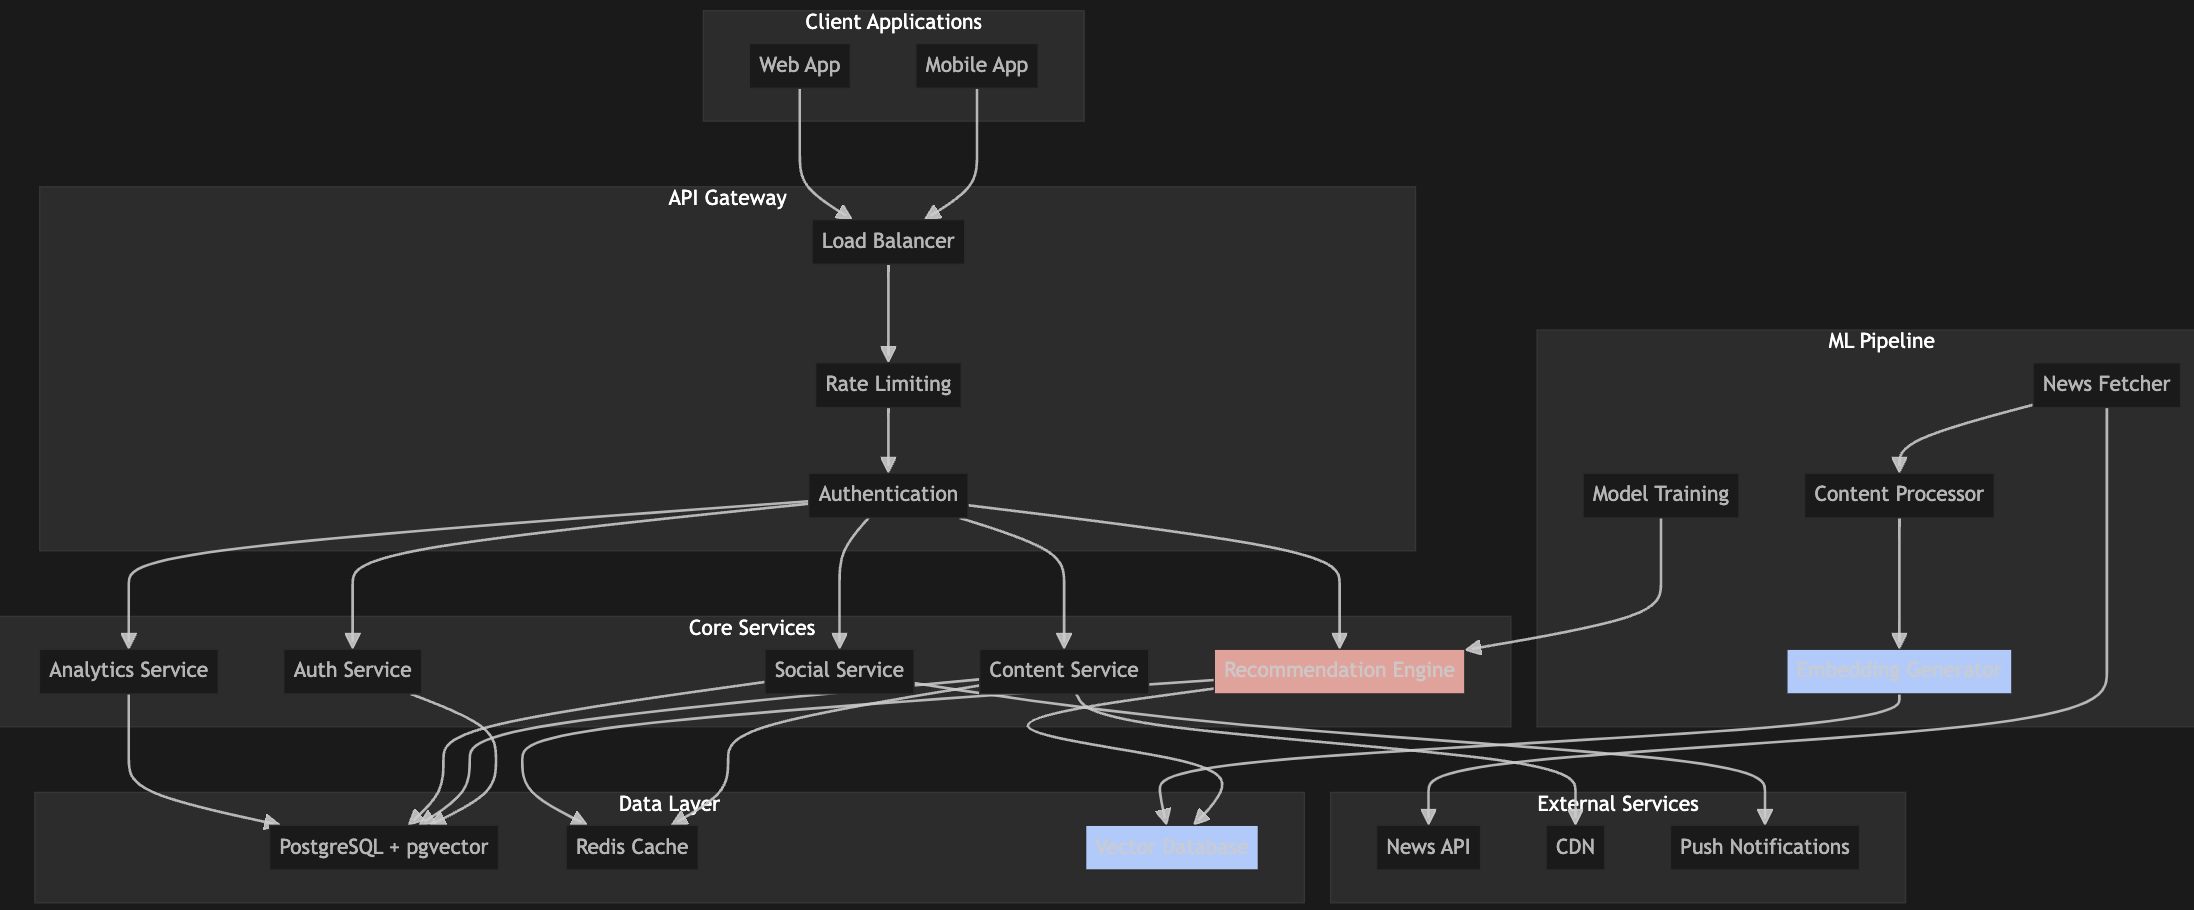 Client Applications
Web App
Mobile App
API Gateway
Load Balancer
Rate Limiting
Authentication
ML Pipeline
News Fetcher
Model Training
Content Processor
Embedding Generator
Core Services
Analytics Service
Auth Service
Social Service
Content Service
Recommendation Engine
Data Layer
PostgreSQL + pgvector
Redis Cache
Vector Database
External Services
News API
CDN
Push Notifications